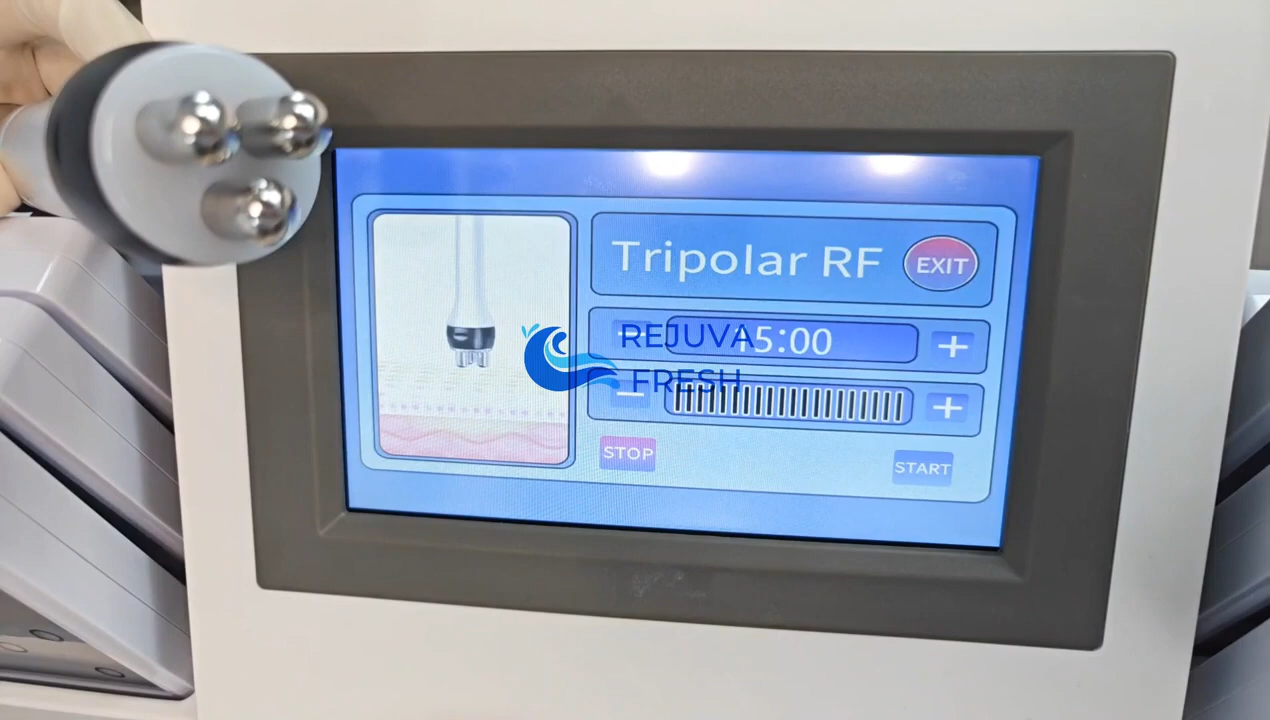 Tripolar RF
EXIT
15:00
+
REJUVA
FRESH
+
STOP
START